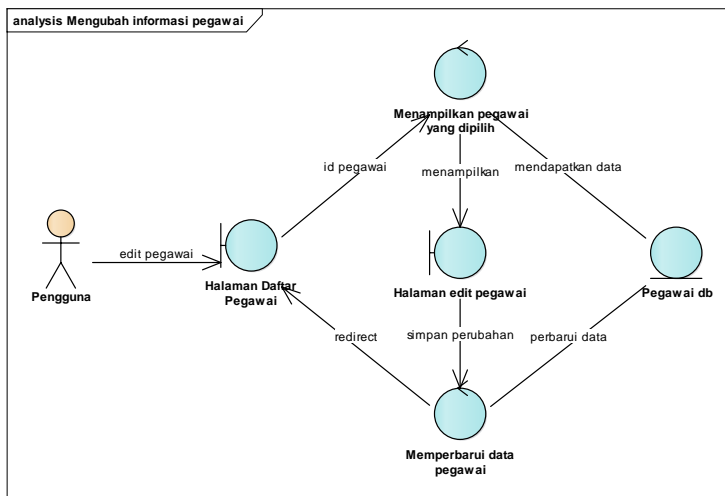 analysis Mengubah informasi pegawai
Menampilkan pegawai
yang dipilih
id pegawai
menampilkan
mendapatkan data
edit pegawai
Pengguna
Halaman Daftar
Pegawai
Halaman edit pegawai
Pegawai db
redirect
simpan perubahan
perbarui data
Memperbarui data
pegawai